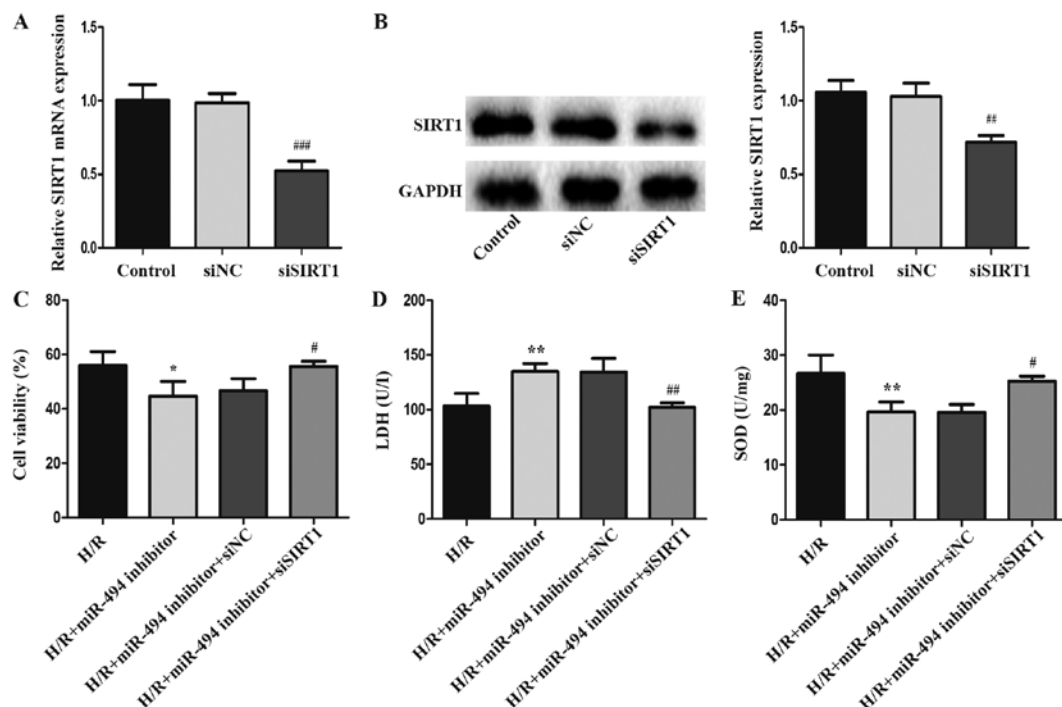 A
Relative SIRT1 mRNA expression
1.5
1.0
0.5
0.0
###
Control
siNC
siSIRT1
B
SIRT1
GAPDH
Control
siNC
siSIRT1
Relative SIRT1 expression
1.5
1.0
0.5
0.0
##
Control
siNC
siSIRT1
C
Cell viability (%)
80
60
40
20
0
*
#
H/R
H/R+miR-494 inhibitor
H/R+miR-494 inhibitor+siNC
H/R+miR-494 inhibitor+siSIRT1
D
LDH (U/l)
200
150
100
50
0
**
##
H/R
H/R+miR-494 inhibitor
H/R+miR-494 inhibitor+siNC
H/R+miR-494 inhibitor+siSIRT1
E
SOD (U/mg)
40
30
20
10
0
**
#
H/R
H/R+miR-494 inhibitor
H/R+miR-494 inhibitor+siNC
H/R+miR-494 inhibitor+siSIRT1